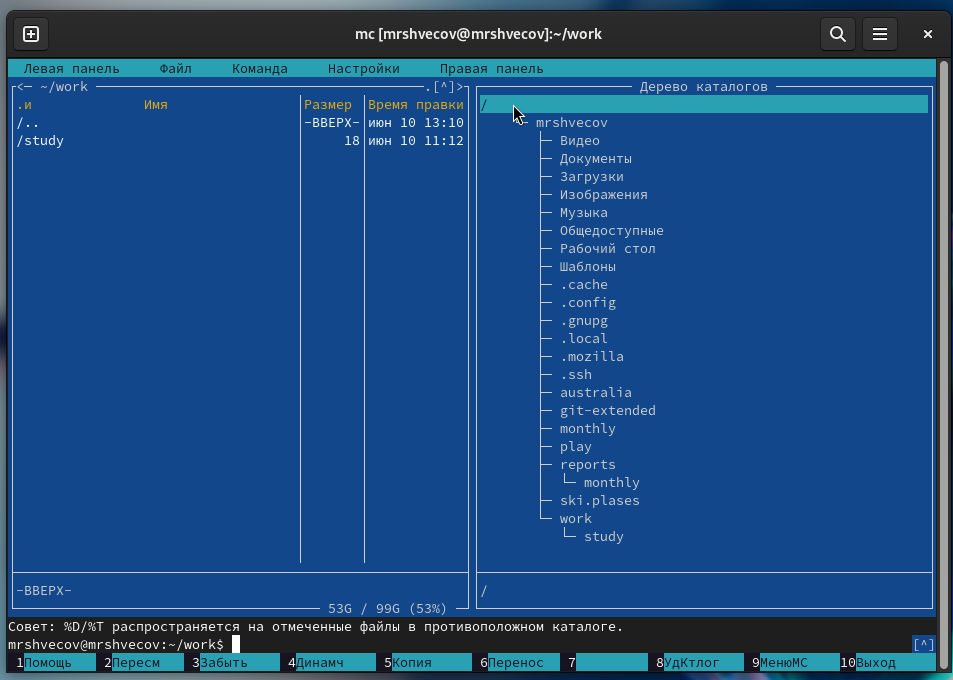 mc [mrshvecov@mrshvecov]:~/work
Левая панель Файл Команда Настройки Правая панель
<─ ~/work .[^]>
Дерево каталогов
.и Имя Размер Время правки
/.. -ВВЕРХ- июн 10 13:10
/study 18 июн 10 11:12
-ВВЕРХ-
53G / 99G (53%)
/
mrshvecov
Видео
Документы
Загрузки
Изображения
Музыка
Общедоступные
Рабочий стол
Шаблоны
.cache
.config
.gnupg
.local
.mozilla
.ssh
australia
git-extended
monthly
play
reports
monthly
ski.plases
work
study
/
Совет: %D/%T распространяется на отмеченные файлы в противоположном каталоге.
mrshvecov@mrshvecov:~/work$ [^]
1Помощь 2Пересм 3Забыть 4Динамч 5Копия 6Перенос 7 8УдКтлог 9МенюМС 10Выход